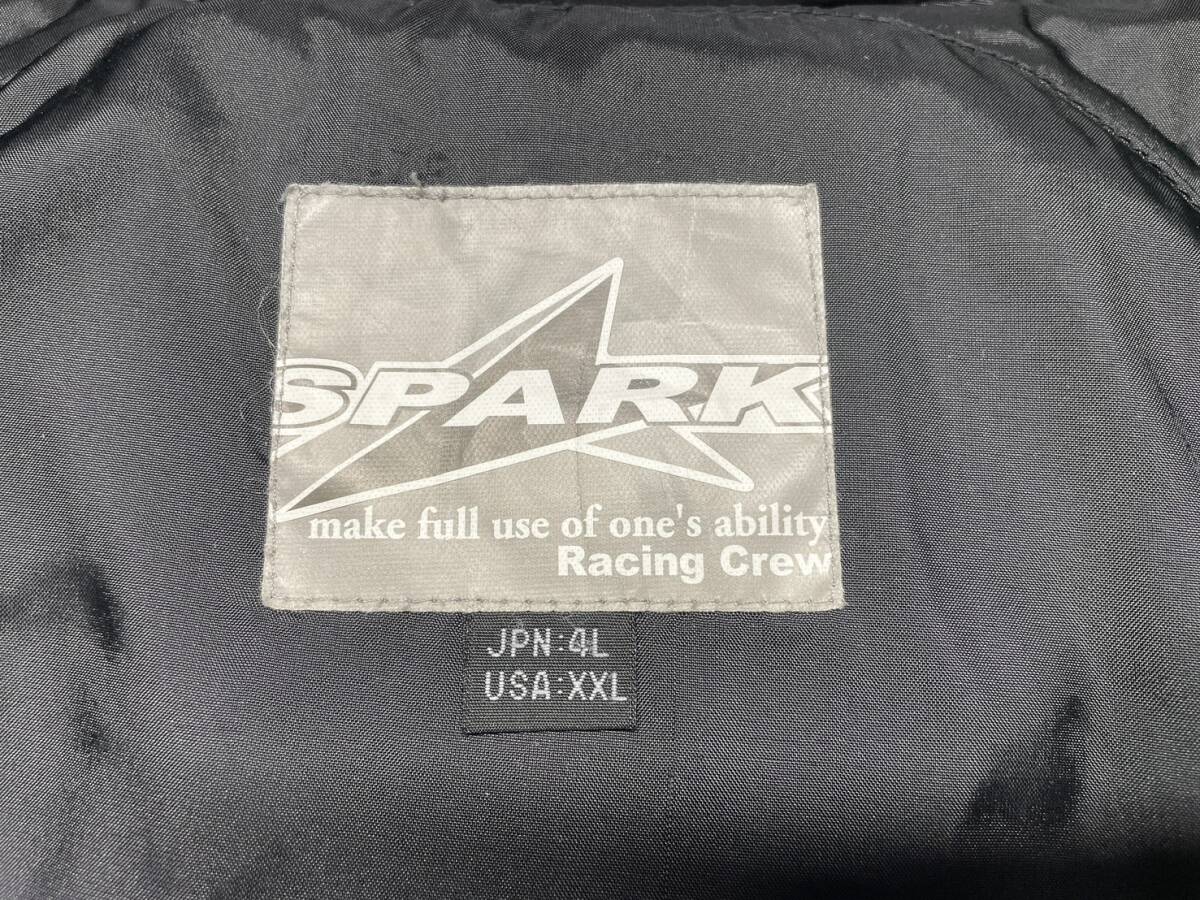 SPARK
make full use of one's ability
Racing Crew
JPN:4L
USA:XXL